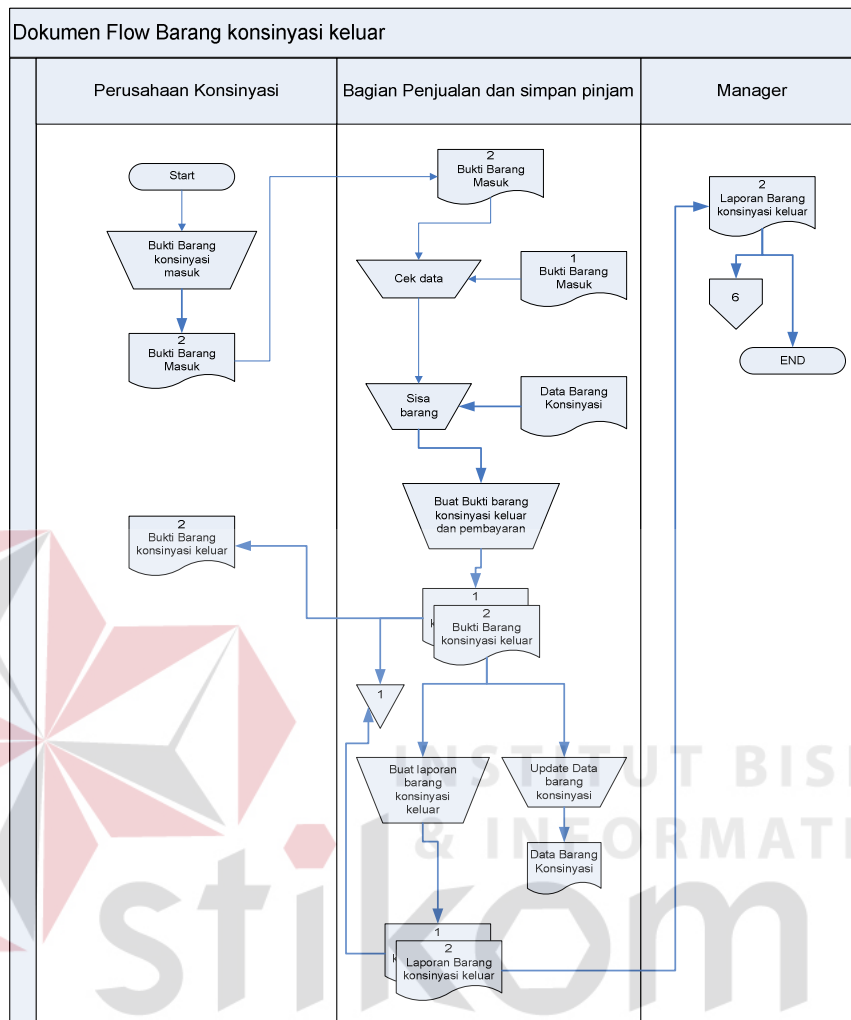 Dokumen Flow Barang konsinyasi keluar
Perusahaan Konsinyasi
Bagian Penjualan dan simpan pinjam
Manager
Start
Bukti Barang
konsinyasi
masuk
2
Bukti Barang
Masuk
2
Bukti Barang
konsinyasi keluar
2
Bukti Barang
Masuk
Cek data
1
Bukti Barang
Masuk
Sisa
barang
Data Barang
Konsinyasi
Buat Bukti barang
konsinyasi keluar
dan pembayaran
1
2
Bukti Barang
konsinyasi keluar
1
Buat laporan
barang
konsinyasi
keluar
Update Data
barang
konsinyasi
Data Barang
Konsinyasi
1
2
Laporan Barang
konsinyasi keluar
2
Laporan Barang
konsinyasi keluar
6
END
INSTITUT BIS
& INFORMATI
stikom